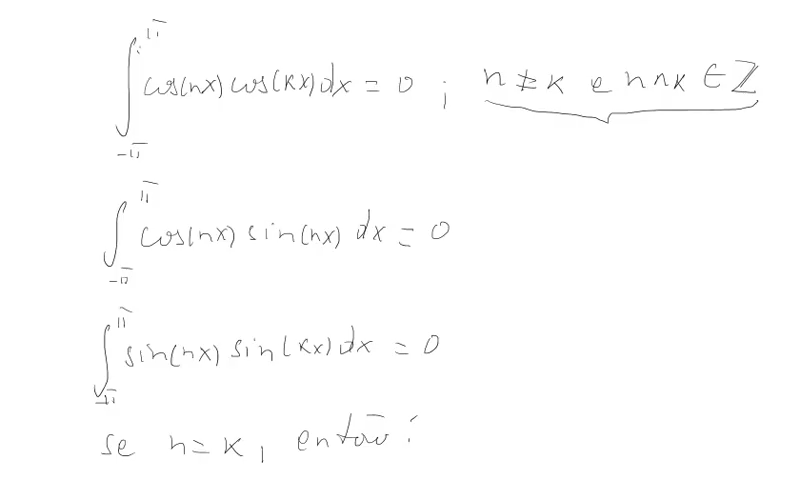 ∫_{-π}^{π} cos(nx) cos(kx) dx = 0 ; n ≠ k e n ∧ k ∈ ℤ
∫_{-π}^{π} cos(nx) sin(nx) dx = 0
∫_{-π}^{π} sin(nx) sin(kx) dx = 0
se n = k, então: